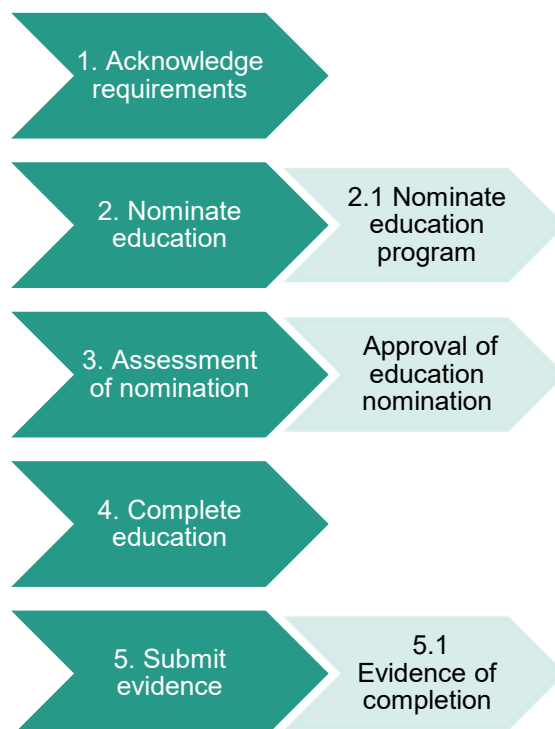 1. Acknowledge
requirements
2. Nominate
education
2.1 Nominate
education
program
3. Assessment
of nomination
Approval of
education
nomination
4. Complete
education
5. Submit
evidence
5.1
Evidence of
completion